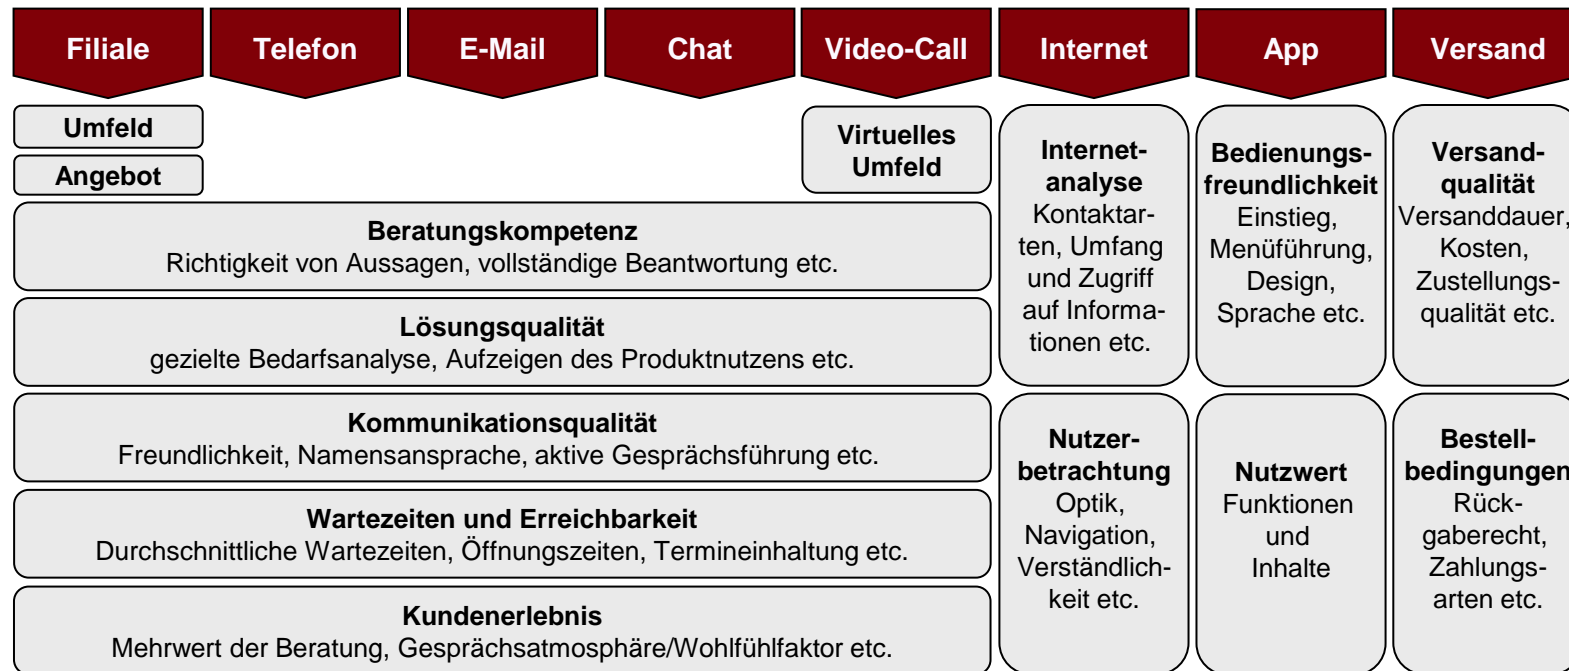 Filiale
Telefon
E-Mail
Chat
Video-Call
Internet
App
Versand
Umfeld
Angebot
Virtuelles
Umfeld
Beratungskompetenz
Richtigkeit von Aussagen, vollständige Beantwortung etc.
Lösungsqualität
gezielte Bedarfsanalyse, Aufzeigen des Produktnutzens etc.
Kommunikationsqualität
Freundlichkeit, Namensansprache, aktive Gesprächsführung etc.
Wartezeiten und Erreichbarkeit
Durchschnittliche Wartezeiten, Öffnungszeiten, Termineinhaltung etc.
Kundenerlebnis
Mehrwert der Beratung, Gesprächsatmosphäre/Wohlfühlfaktor etc.
Internet-
analyse
Kontaktar-
ten, Umfang
und Zugriff
auf Informa-
tionen etc.
Nutzer-
betrachtung
Optik,
Navigation,
Verständlich-
keit etc.
Bedienungs-
freundlichkeit
Einstieg,
Menüführung,
Design,
Sprache etc.
Nutzwert
Funktionen
und
Inhalte
Versand-
qualität
Versanddauer,
Kosten,
Zustellungs-
qualität etc.
Bestell-
bedingungen
Rück-
gaberecht,
Zahlungs-
arten etc.